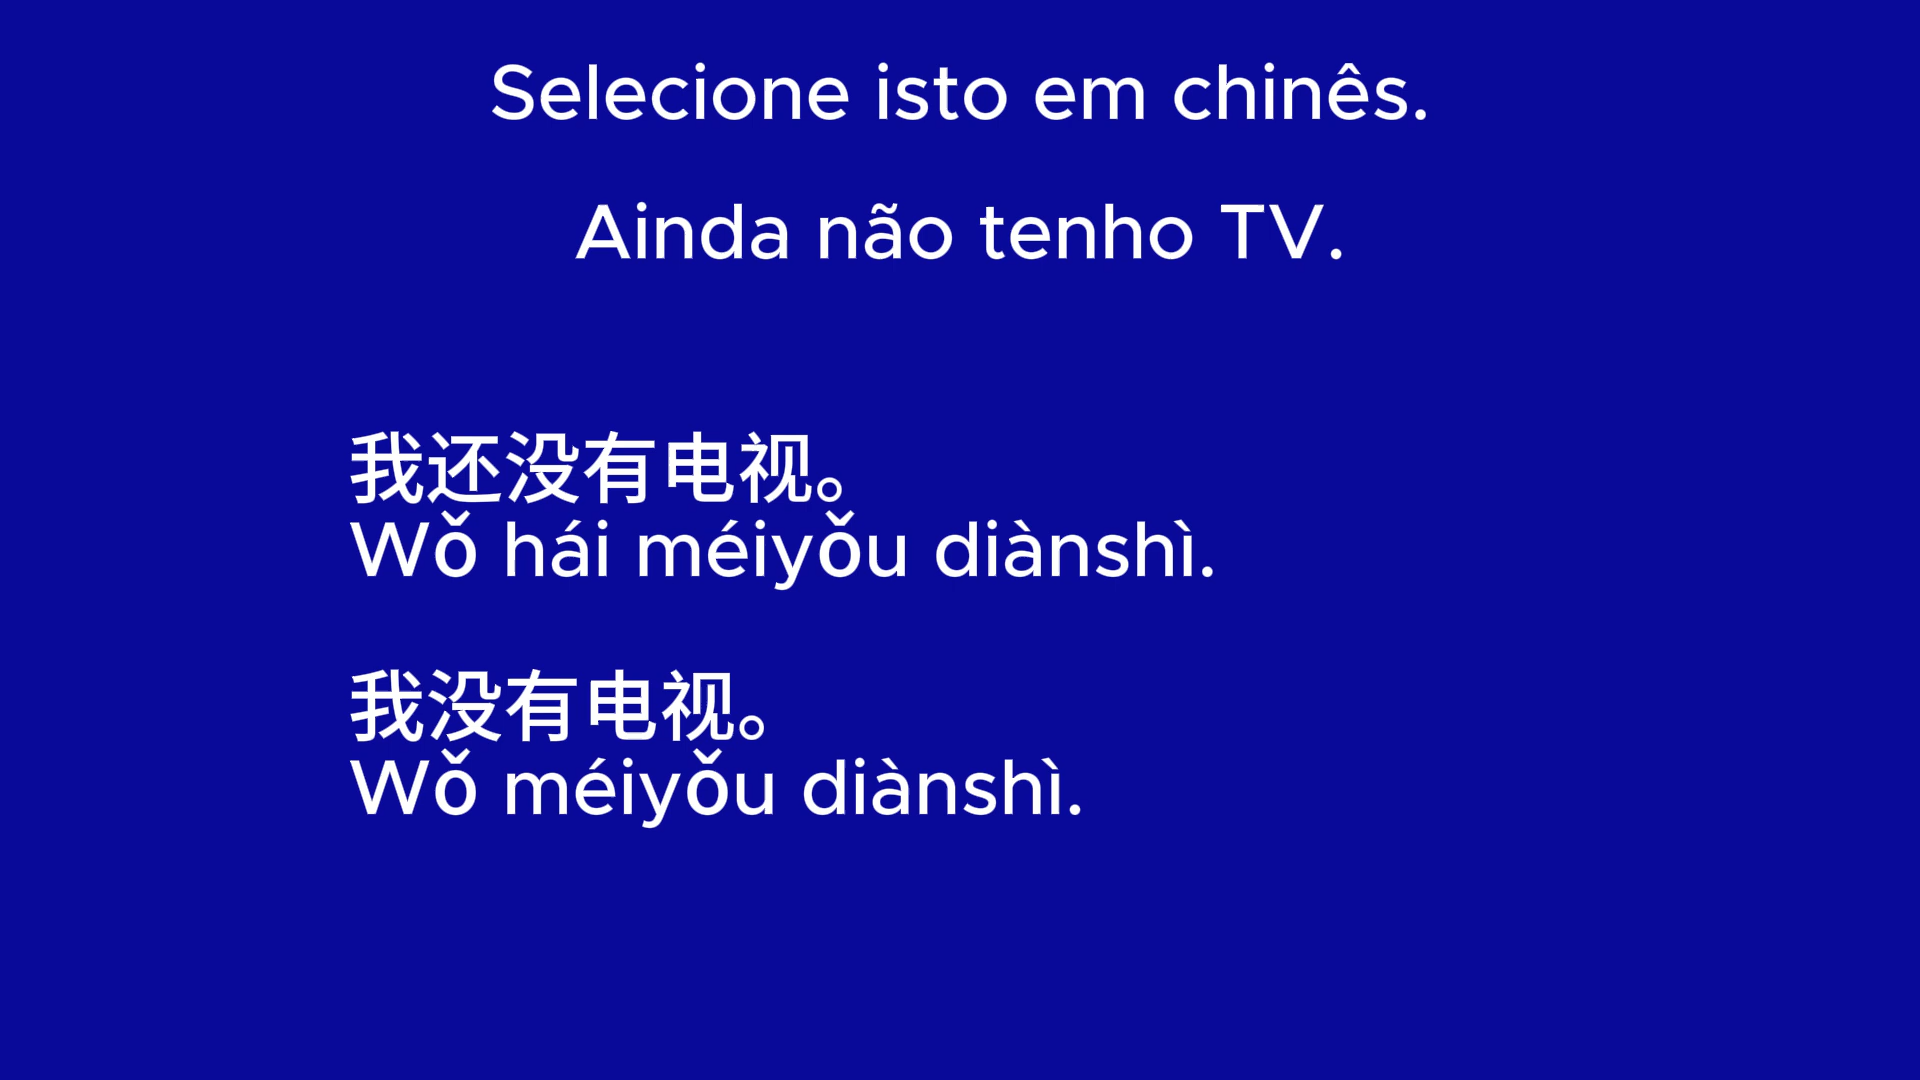 Selecione isto em chinês.
Ainda não tenho TV.
我还没有电视。
Wǒ hái méiyǒu diànshì.
我没有电视。
Wǒ méiyǒu diànshì.